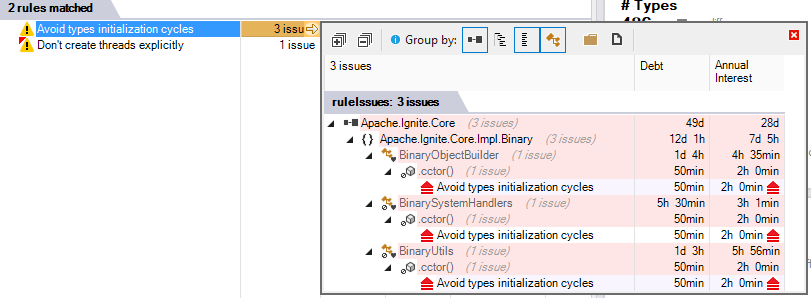 2 rules matched
# Types
Avoid types initialization cycles 3 issues
Don't create threads explicitly 1 issue
Group by:
3 issues Debt Annual Interest
ruleIssues: 3 issues
Apache.Ignite.Core (3 issues) 49d 28d
{} Apache.Ignite.Core.Impl.Binary (3 issues) 12d 1h 7d 5h
BinaryObjectBuilder (1 issue) 1d 4h 4h 35min
.cctor() (1 issue) 50min 2h 0min
Avoid types initialization cycles 50min 2h 0min
BinarySystemHandlers (1 issue) 5h 30min 3h 1min
.cctor() (1 issue) 50min 2h 0min
Avoid types initialization cycles 50min 2h 0min
BinaryUtils (1 issue) 1d 3h 5h 56min
.cctor() (1 issue) 50min 2h 0min
Avoid types initialization cycles 50min 2h 0min